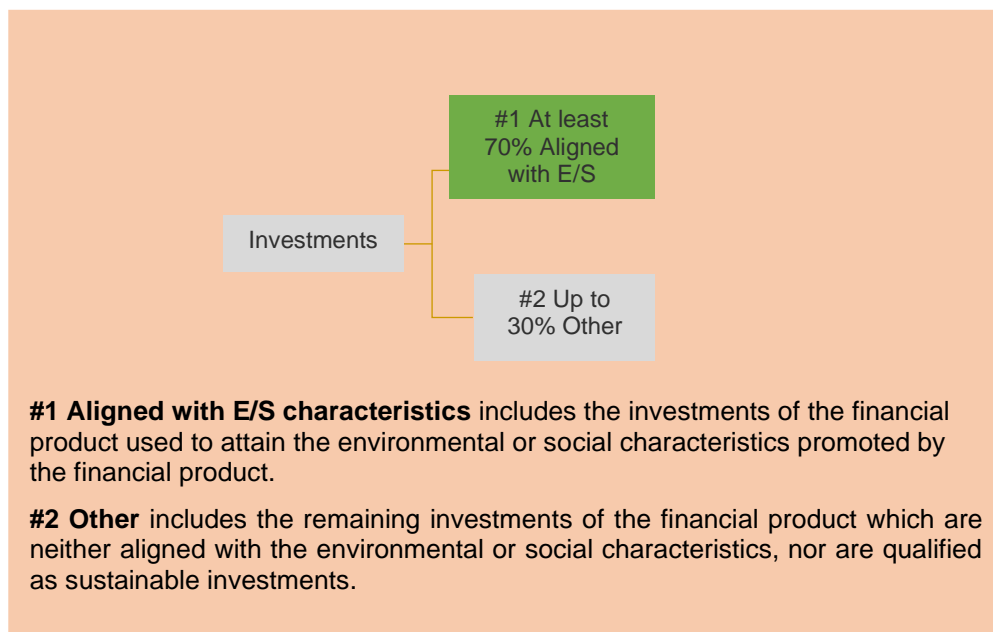 #1 At least
70% Aligned
with E/S
Investments
#2 Up to
30% Other
#1 Aligned with E/S characteristics includes the investments of the financial
product used to attain the environmental or social characteristics promoted by
the financial product.
#2 Other includes the remaining investments of the financial product which are
neither aligned with the environmental or social characteristics, nor are qualified
as sustainable investments.